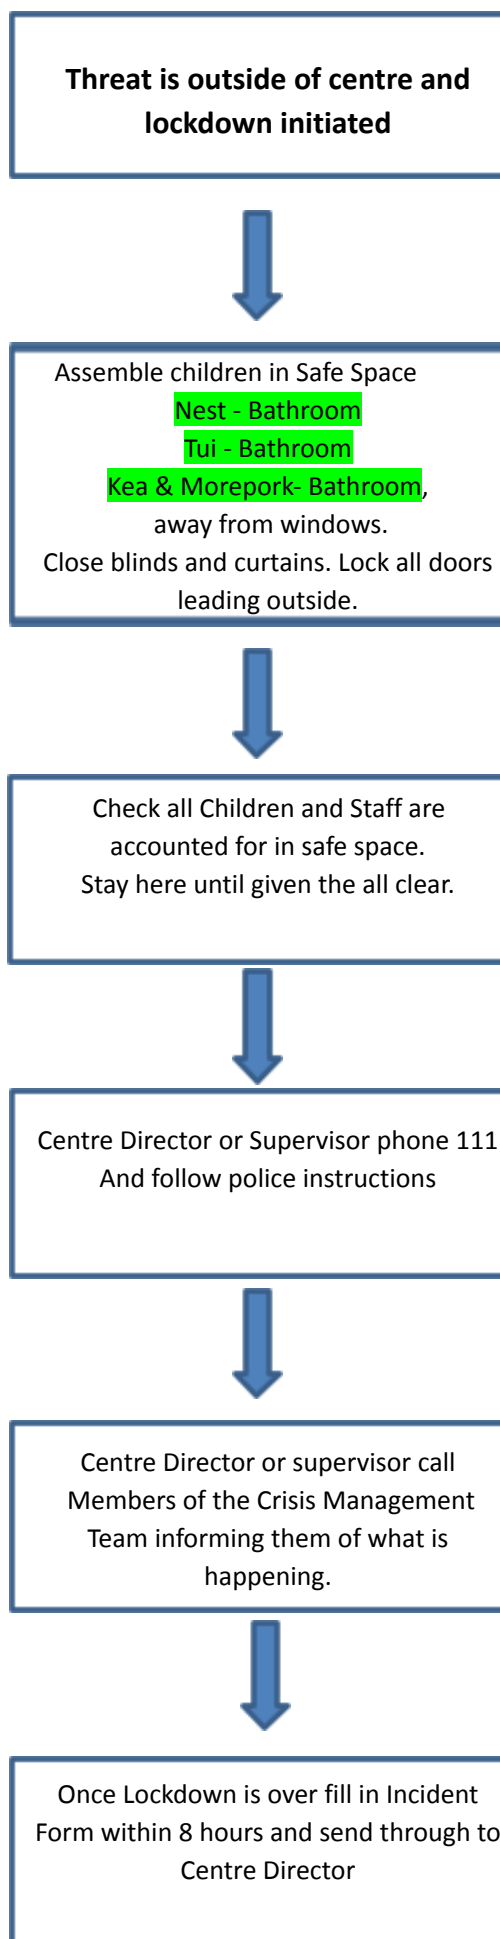 Threat is outside of centre and
lockdown initiated
Assemble children in Safe Space
Nest - Bathroom
Tui - Bathroom
Kea & Morepork- Bathroom,
away from windows.
Close blinds and curtains. Lock all doors
leading outside.
Check all Children and Staff are
accounted for in safe space.
Stay here until given the all clear.
Centre Director or Supervisor phone 111
And follow police instructions
Centre Director or supervisor call
Members of the Crisis Management
Team informing them of what is
happening.
Once Lockdown is over fill in Incident
Form within 8 hours and send through to
Centre Director